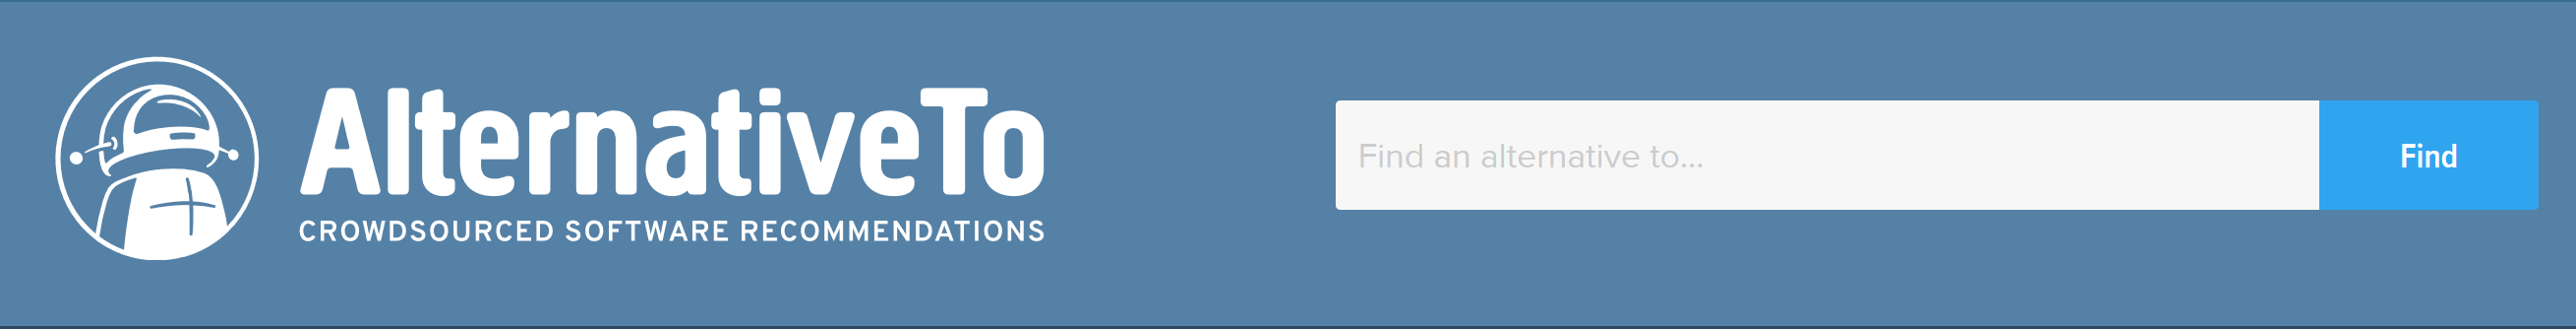 AlternativeTo
CROWDSOURCED SOFTWARE RECOMMENDATIONS
Find an alternative to...
Find